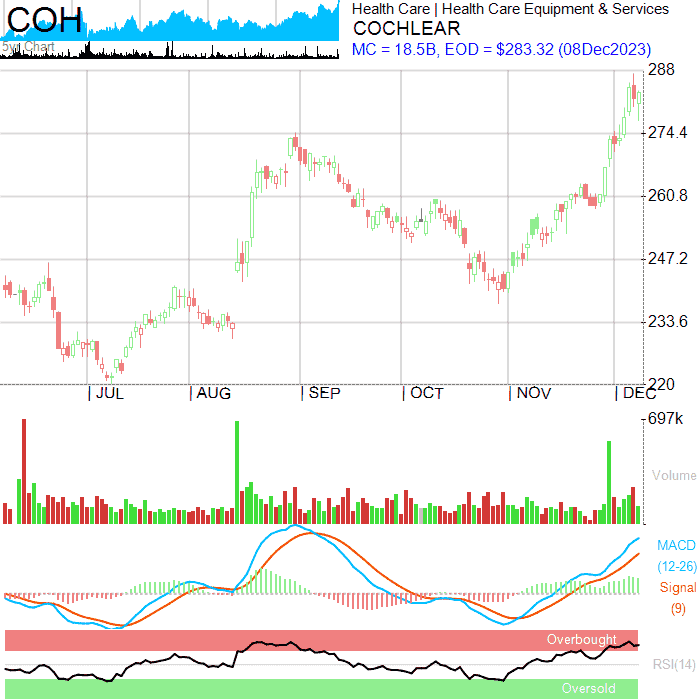 COH
5yr Chart
Health Care | Health Care Equipment & Services
COCHLEAR
MC = 18.5B, EOD = $283.32 (08Dec2023)
288
274.4
260.8
247.2
233.6
220
| JUL | AUG | SEP | OCT | NOV | DEC
697k
Volume
MACD
(12-26)
Signal
(9)
Overbought
RSI(14)
Oversold